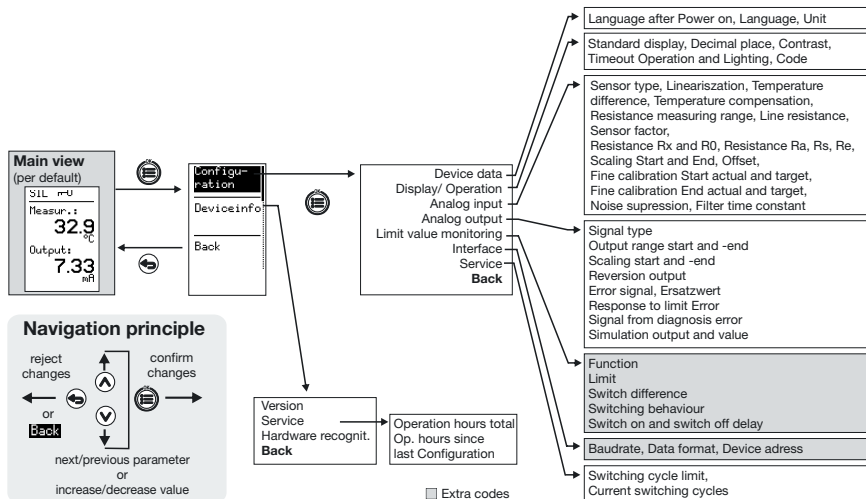 Main view
(per default)
SIL
Measur.:
32.9
°C
Output:
7.33
mA
OK
Configu-
ration
Deviceinfo
Back
OK
Device data
Display/ Operation
Analog input
Analog output
Limit value monitoring
Interface
Service
Back
Language after Power on, Language, Unit
Standard display, Decimal place, Contrast,
Timeout Operation and Lighting, Code
Sensor type, Lineariszation, Temperature
difference, Temperature compensation,
Resistance measuring range, Line resistance,
Sensor factor,
Resistance Rx and R0, Resistance Ra, Rs, Re,
Scaling Start and End, Offset,
Fine calibration Start actual and target,
Fine calibration End actual and target,
Noise supression, Filter time constant
Signal type
Output range start and -end
Scaling start and -end
Reversion output
Error signal, Ersatzwert
Response to limit Error
Signal from diagnosis error
Simulation output and value
Function
Limit
Switch difference
Switching behaviour
Switch on and switch off delay
Baudrate, Data format, Device adress
Switching cycle limit,
Current switching cycles
Version
Service
Hardware recognit.
Back
Operation hours total
Op. hours since
last Configuration
Extra codes
Navigation principle
reject
changes
or
Back
OK
confirm
changes
next/previous parameter
or
increase/decrease value